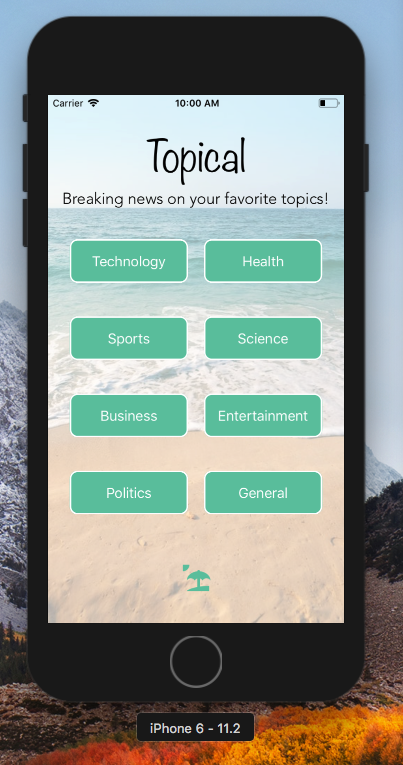 Carrier 10:00 AM
Topical
Breaking news on your favorite topics!
Technology Health
Sports Science
Business Entertainment
Politics General
iPhone 6 - 11.2